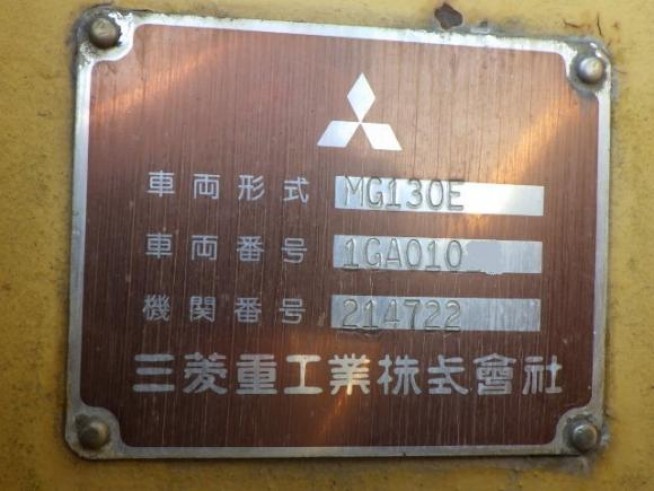 車両形式 MG130E
車両番号 1GA010
機関番号 214722
三菱重工業株式會社